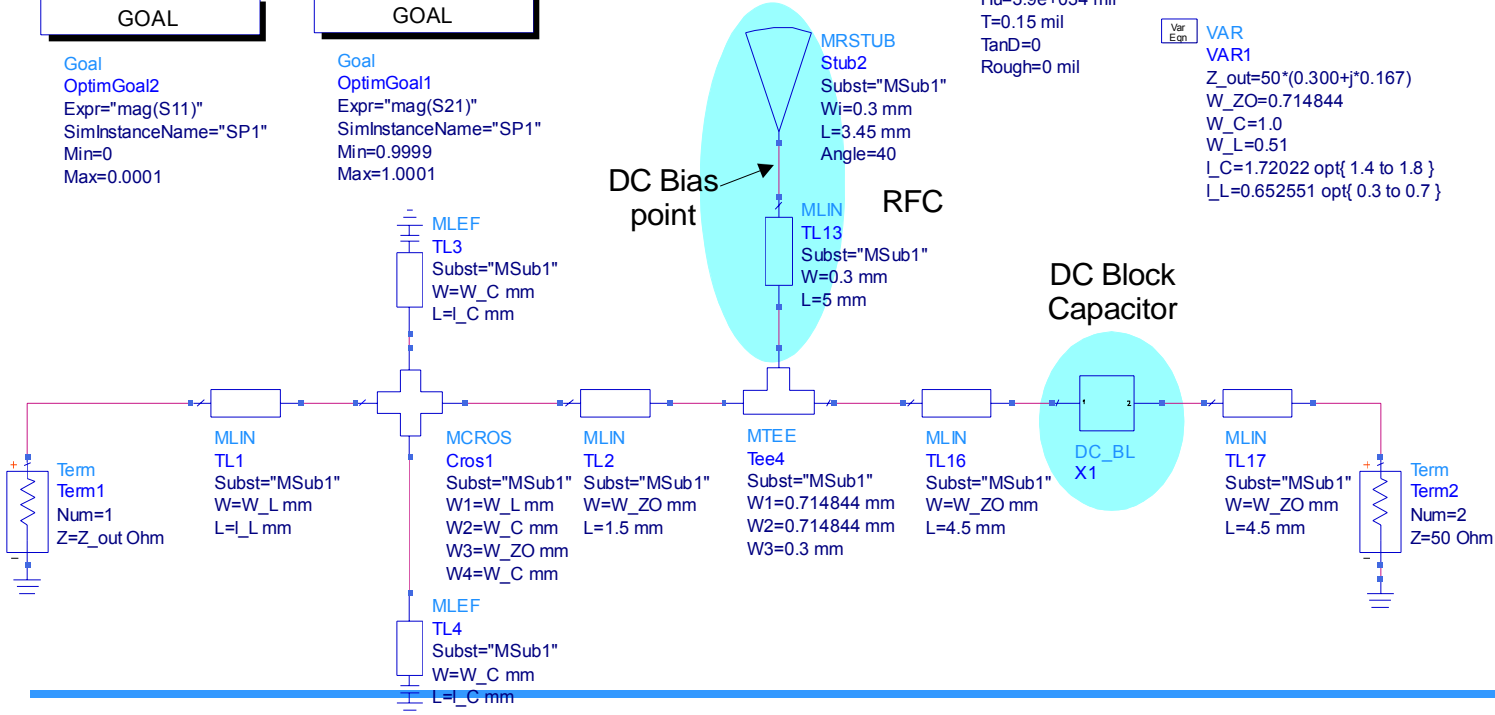 GOAL
Goal
OptimGoal2
Expr="mag(S11)"
SimInstanceName="SP1"
Min=0
Max=0.0001
GOAL
Goal
OptimGoal1
Expr="mag(S21)"
SimInstanceName="SP1"
Min=0.9999
Max=1.0001
MRSTUB
Stub2
Subst="MSub1"
Wi=0.3 mm
L=3.45 mm
Angle=40
T=0.15 mil
TanD=0
Rough=0 mil
Var
Eqn
VAR
VAR1
Z_out=50*(0.300+j*0.167)
W_ZO=0.714844
W_C=1.0
W_L=0.51
l_C=1.72022 opt{ 1.4 to 1.8 }
l_L=0.652551 opt{ 0.3 to 0.7 }
DC Bias
point
RFC
MLIN
TL13
Subst="MSub1"
W=0.3 mm
L=5 mm
MLEF
TL3
Subst="MSub1"
W=W_C mm
L=l_C mm
DC Block
Capacitor
+
Term
Term1
Num=1
Z=Z_out Ohm
-
MLIN
TL1
Subst="MSub1"
W=W_L mm
L=l_L mm
MCROS
Cros1
Subst="MSub1"
W1=W_L mm
W2=W_C mm
W3=W_ZO mm
W4=W_C mm
MLIN
TL2
Subst="MSub1"
W=W_ZO mm
L=1.5 mm
MTEE
Tee4
Subst="MSub1"
W1=0.714844 mm
W2=0.714844 mm
W3=0.3 mm
MLIN
TL16
Subst="MSub1"
W=W_ZO mm
L=4.5 mm
1 2
DC_BL
X1
MLIN
TL17
Subst="MSub1"
W=W_ZO mm
L=4.5 mm
+
Term
Term2
Num=2
Z=50 Ohm
-
MLEF
TL4
Subst="MSub1"
W=W_C mm
L=l_C mm